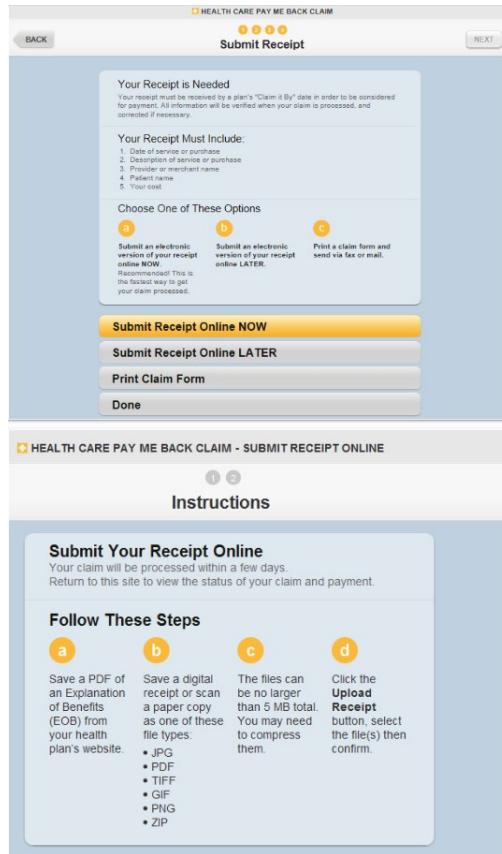 HEALTH CARE PAY ME BACK CLAIM
BACK
1 2 3 4
Submit Receipt
NEXT
Your Receipt is Needed
Your receipt must be received by a plan's "Claim it By" date in order to be considered
for payment. All information will be verified when your claim is processed, and
corrected if necessary.
Your Receipt Must Include:
1. Date of service or purchase
2. Description of service or purchase
3. Provider or merchant name
4. Patient name
5. Your cost
Choose One of These Options
a
Submit an electronic
version of your receipt
online NOW.
Recommended! This is
the fastest way to get
your claim processed.
b
Submit an electronic
version of your receipt
online LATER.
c
Print a claim form and
send via fax or mail.
Submit Receipt Online NOW
Submit Receipt Online LATER
Print Claim Form
Done
HEALTH CARE PAY ME BACK CLAIM - SUBMIT RECEIPT ONLINE
1 2
Instructions
Submit Your Receipt Online
Your claim will be processed within a few days.
Return to this site to view the status of your claim and payment.
Follow These Steps
a
Save a PDF of
an Explanation
of Benefits
(EOB) from
your health
plan's website.
b
Save a digital
receipt or scan
a paper copy
as one of these
file types:
• JPG
• PDF
• TIFF
• GIF
• PNG
• ZIP
c
The files can
be no larger
than 5 MB total.
You may need
to compress
them.
d
Click the
Upload
Receipt
button, select
the file(s) then
confirm.